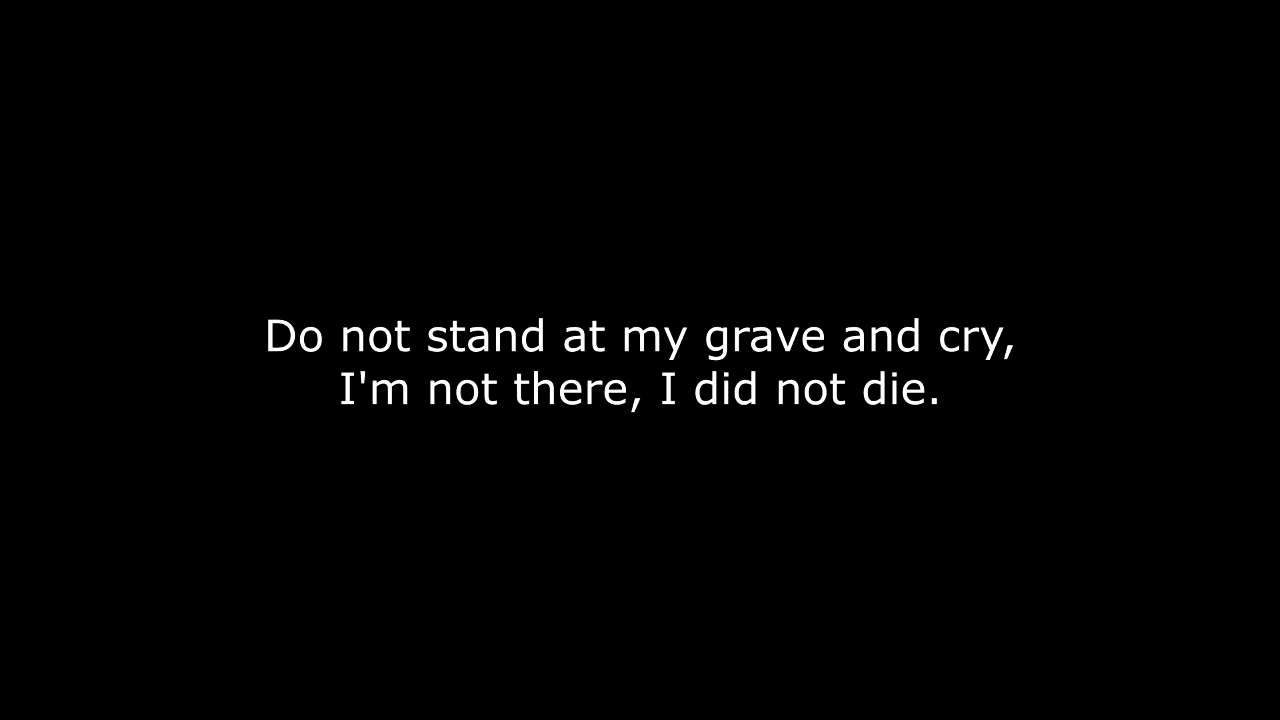 Do not stand at my grave and cry,
I'm not there, I did not die.